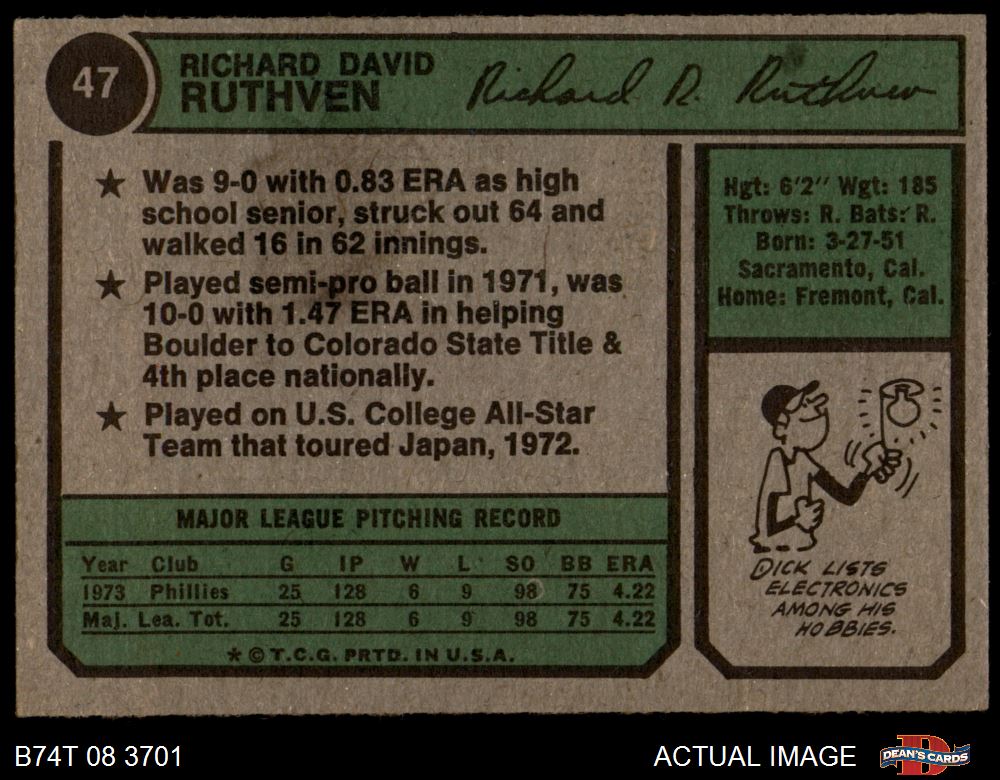 47
RICHARD DAVID
RUTHVEN
Richard D. Ruthven
★ Was 9-0 with 0.83 ERA as high
school senior, struck out 64 and
walked 16 in 62 innings.
★ Played semi-pro ball in 1971, was
10-0 with 1.47 ERA in helping
Boulder to Colorado State Title &
4th place nationally.
★ Played on U.S. College All-Star
Team that toured Japan, 1972.
Hgt: 6'2" Wgt: 185
Throws: R. Bats: R.
Born: 3-27-51
Sacramento, Cal.
Home: Fremont, Cal.
DICK LISTS
ELECTRONICS
AMONG HIS
HOBBIES.
MAJOR LEAGUE PITCHING RECORD
Year Club G IP W L SO BB ERA
1973 Phillies 25 128 6 9 98 75 4.22
Maj. Lea. Tot. 25 128 6 9 98 75 4.22
★ © T.C.G. PRTD. IN U.S.A.
B74T 08 3701
ACTUAL IMAGE
DEAN'S CARDS